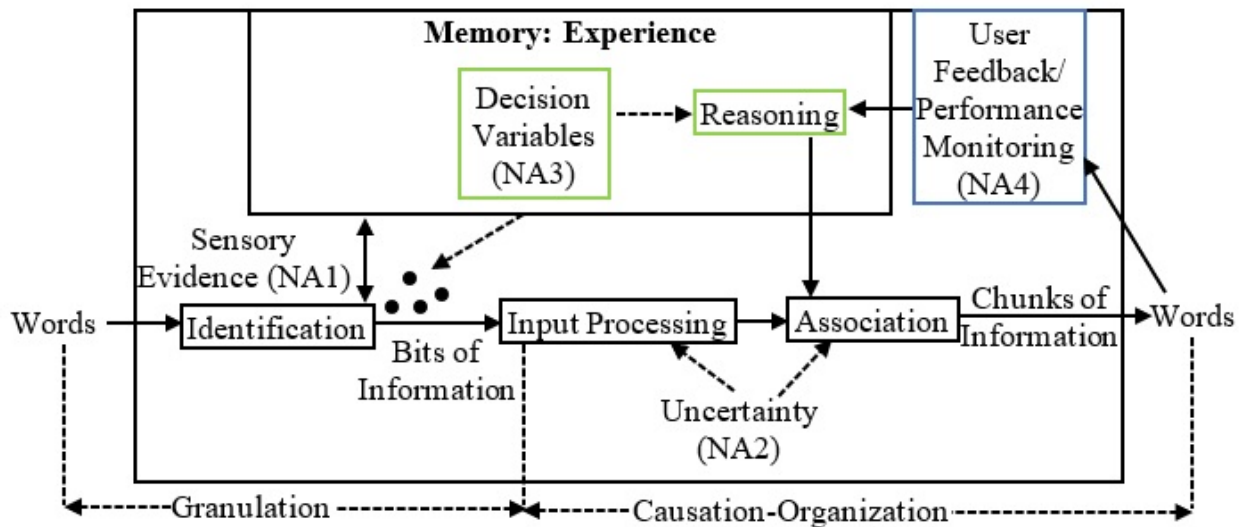 Memory: Experience
User
Feedback/
Performance
Monitoring
(NA4)
Decision
Variables
(NA3)
Reasoning
Sensory
Evidence (NA1)
Words
Identification
Bits of
Information
Input Processing
Association
Chunks of
Information
Words
Uncertainty
(NA2)
Granulation
Causation-Organization